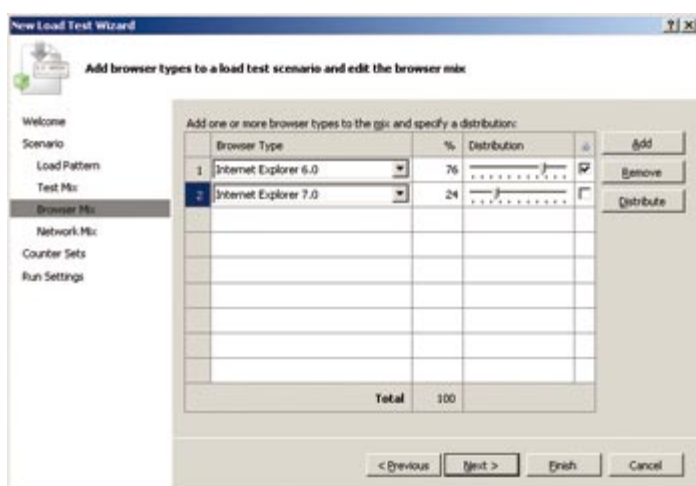 New Load Test Wizard
Add browser types to a load test scenario and edit the browser mix
Welcome
Scenario
Load Pattern
Test Mix
Browser Mix
Network Mix
Counter Sets
Run Settings
Add one or more browser types to the mix and specify a distribution:
Browser Type % Distribution
1 Internet Explorer 6.0 76
2 Internet Explorer 7.0 24
Total 100
Add
Remove
Distribute
< Previous Next > Finish Cancel